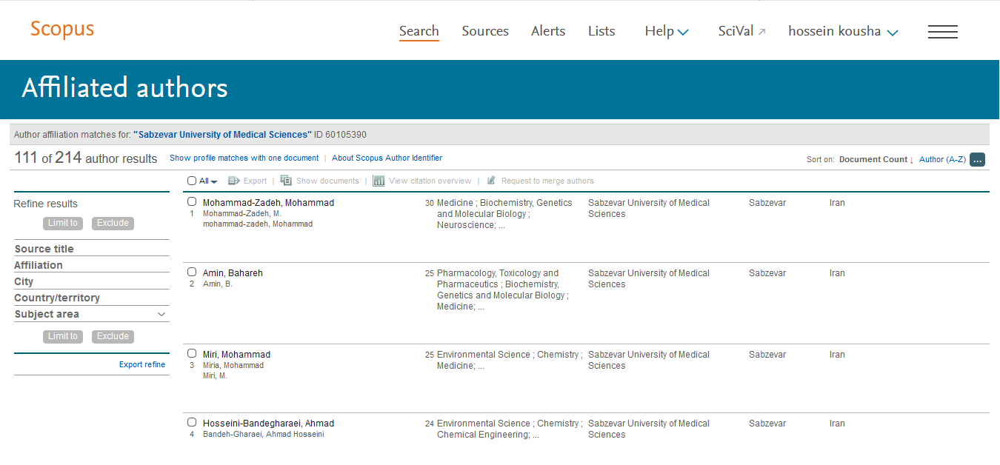 Scopus
Search Sources Alerts Lists Help SciVal ↗ hossein kousha
Affiliated authors
Author affiliation matches for: "Sabzevar University of Medical Sciences" ID 60105390
111 of 214 author results Show profile matches with one document | About Scopus Author Identifier
Sort on: Document Count ↓ Author (A-Z) ...
All Export | Show documents | View citation overview | Request to merge authors
Refine results
Limit to Exclude
Source title
Affiliation
City
Country/territory
Subject area
Limit to Exclude
Export refine
Mohammad-Zadeh, Mohammad 30 Medicine ; Biochemistry, Genetics Sabzevar University of Medical Sabzevar Iran
1 Mohammad-Zadeh, M. and Molecular Biology ; Sciences
mohammad-zadeh, Mohammad Neuroscience; ...
Amin, Bahareh 25 Pharmacology, Toxicology and Sabzevar University of Medical Sabzevar Iran
2 Amin, B. Pharmaceutics ; Biochemistry, Sciences
Genetics and Molecular Biology ;
Medicine; ...
Miri, Mohammad 25 Environmental Science ; Chemistry ; Sabzevar University of Medical Sabzevar Iran
3 Miria, Mohammad Medicine; ... Sciences
Miri, M.
Hosseini-Bandegharaei, Ahmad 24 Environmental Science ; Chemistry ; Sabzevar University of Medical Sabzevar Iran
4 Bandeh-Gharaei, Ahmad Hosseini Chemical Engineering; ... Sciences